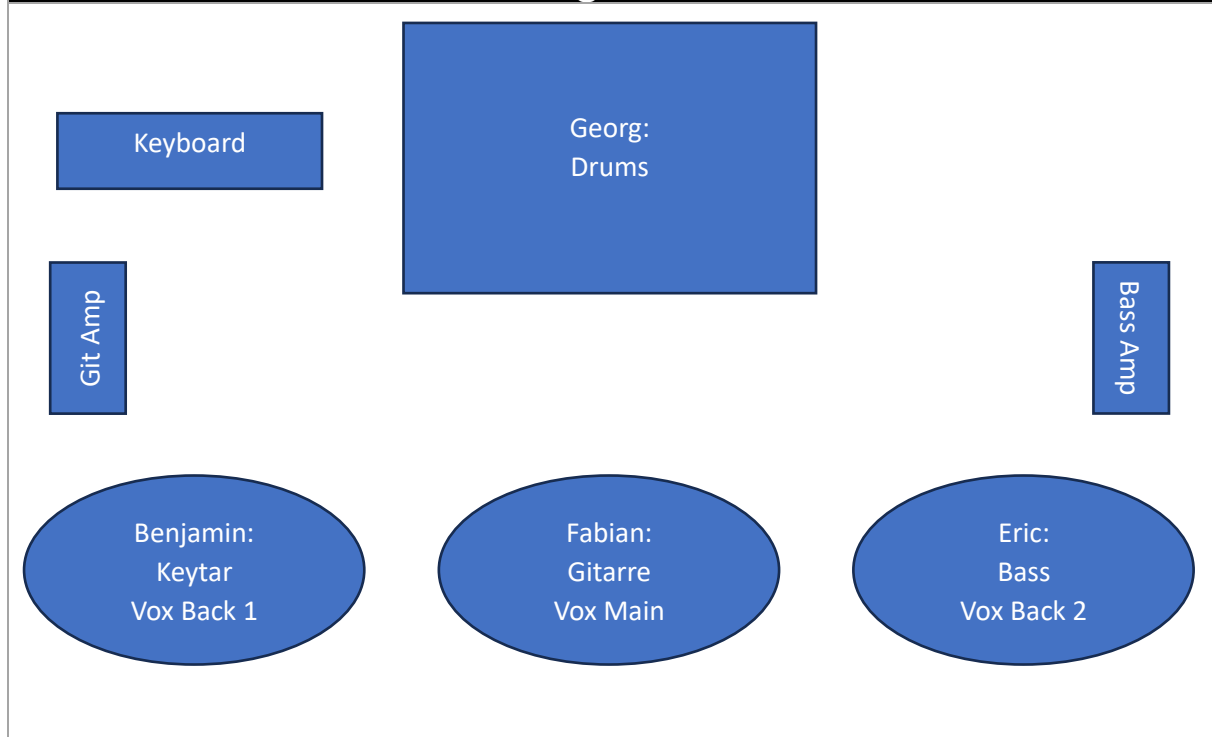 Keyboard
Georg:
Drums
Git Amp
Bass Amp
Benjamin:
Keytar
Vox Back 1
Fabian:
Gitarre
Vox Main
Eric:
Bass
Vox Back 2